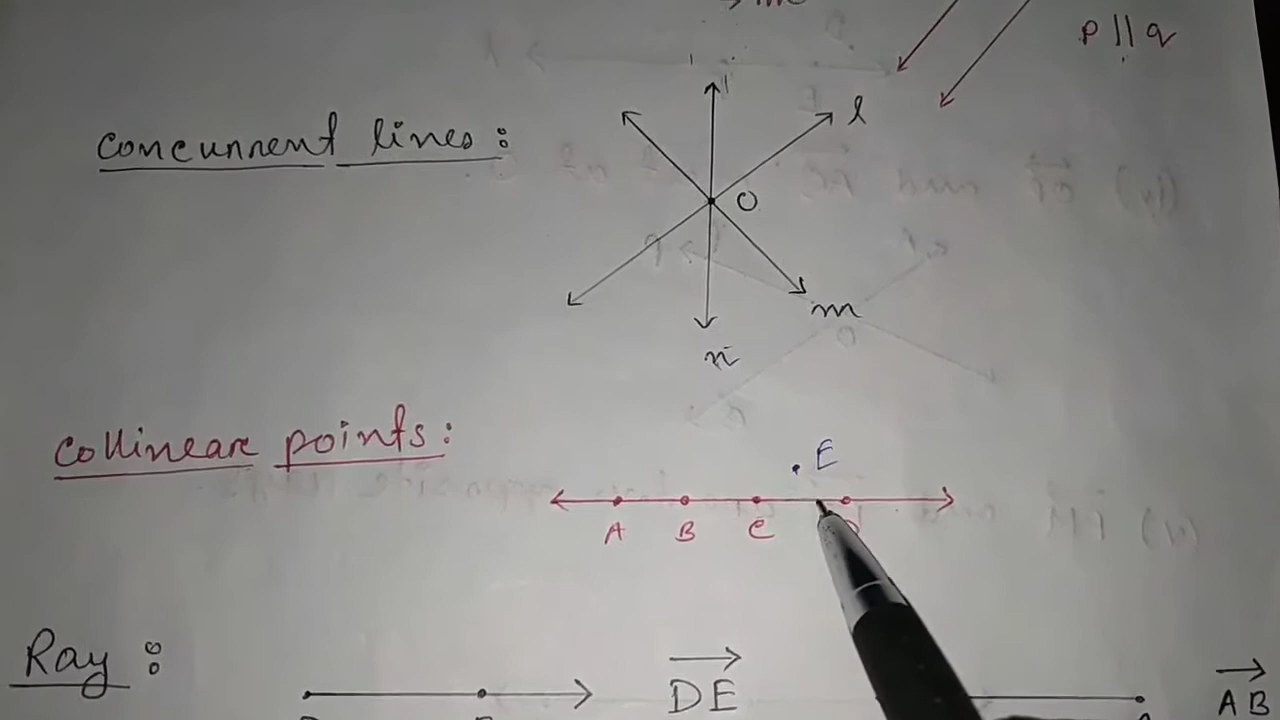 p || q
Concurrent lines :
l
O
m
n
Collinear points :
. E
A B C
Ray :
DE
AB